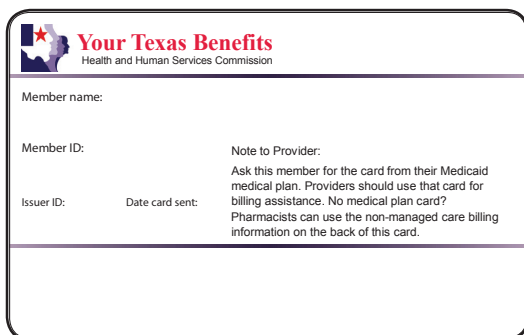 Your Texas Benefits
Health and Human Services Commission
Member name:
Member ID:
Note to Provider:
Ask this member for the card from their Medicaid
medical plan. Providers should use that card for
billing assistance. No medical plan card?
Pharmacists can use the non-managed care billing
information on the back of this card.
Issuer ID:
Date card sent: